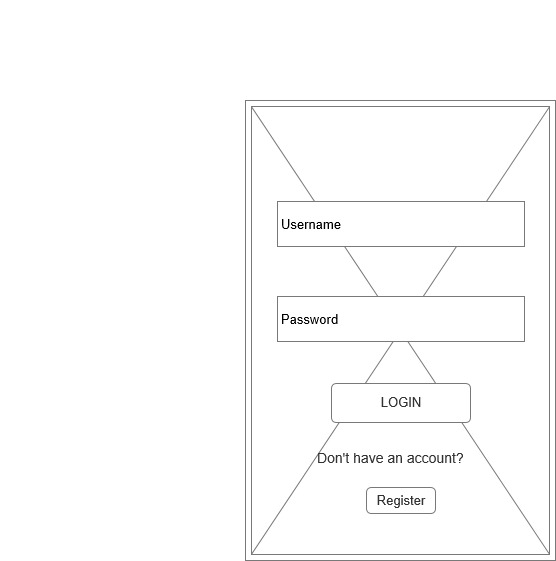 Username
Password
LOGIN
Don't have an account?
Register